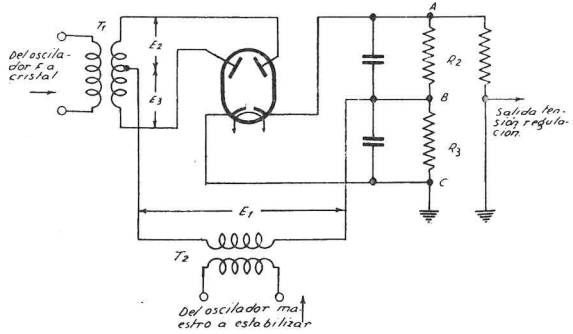 T1
Del oscila-
dor F a
cristal
E2
E3
A
R2
B
Salida ten-
sión regula-
ción.
R3
C
E1
T2
Del oscilador ma-
estro a estabilizar